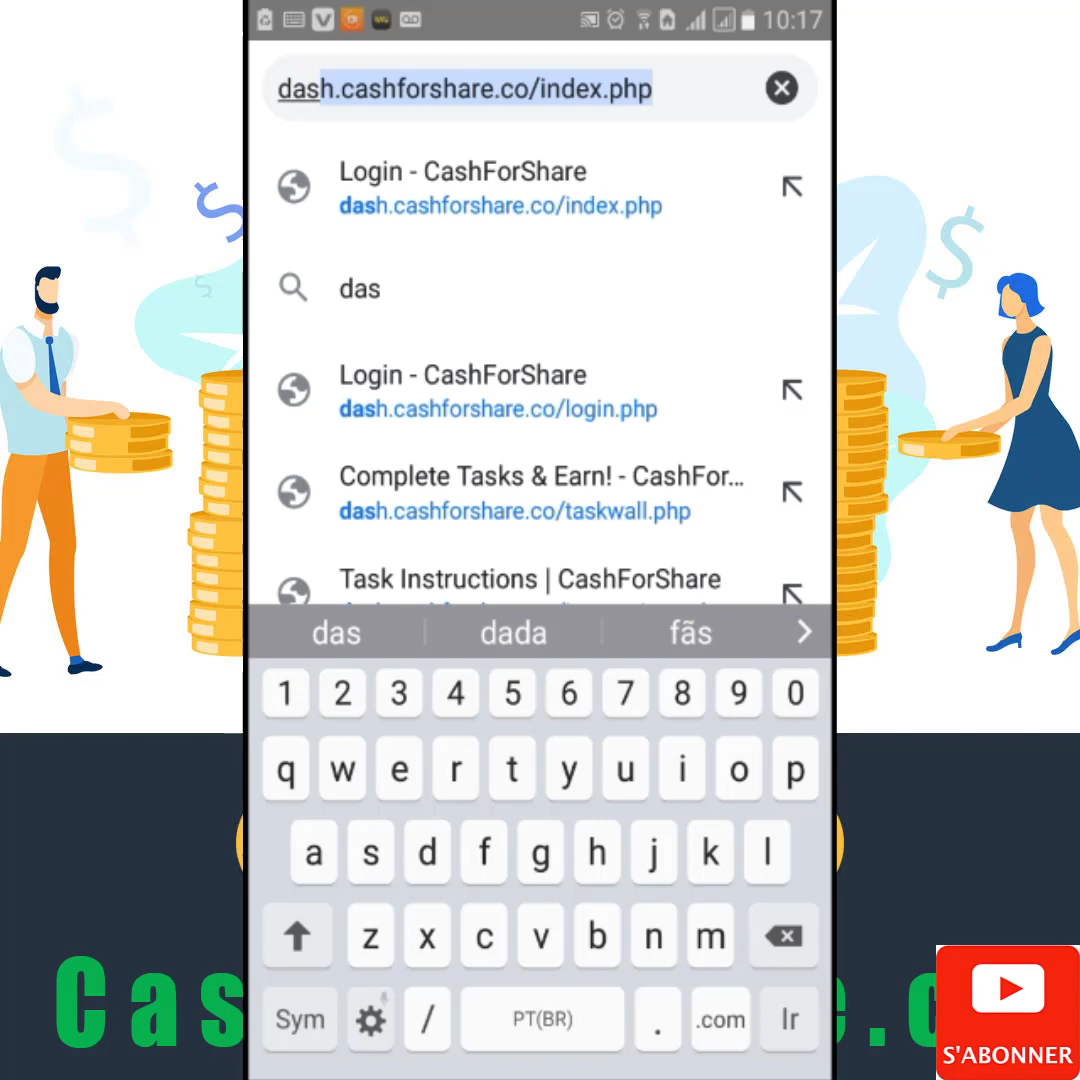 10:17
dash.cashforshare.co/index.php
Login - CashForShare
dash.cashforshare.co/index.php
das
Login - CashForShare
dash.cashforshare.co/login.php
Complete Tasks & Earn! - CashFor...
dash.cashforshare.co/taskwall.php
Task Instructions | CashForShare
das dada fãs
1 2 3 4 5 6 7 8 9 0
q w e r t y u i o p
a s d f g h j k l
z x c v b n m
Sym / PT(BR) . .com Ir
Cas e.c
S'ABONNER